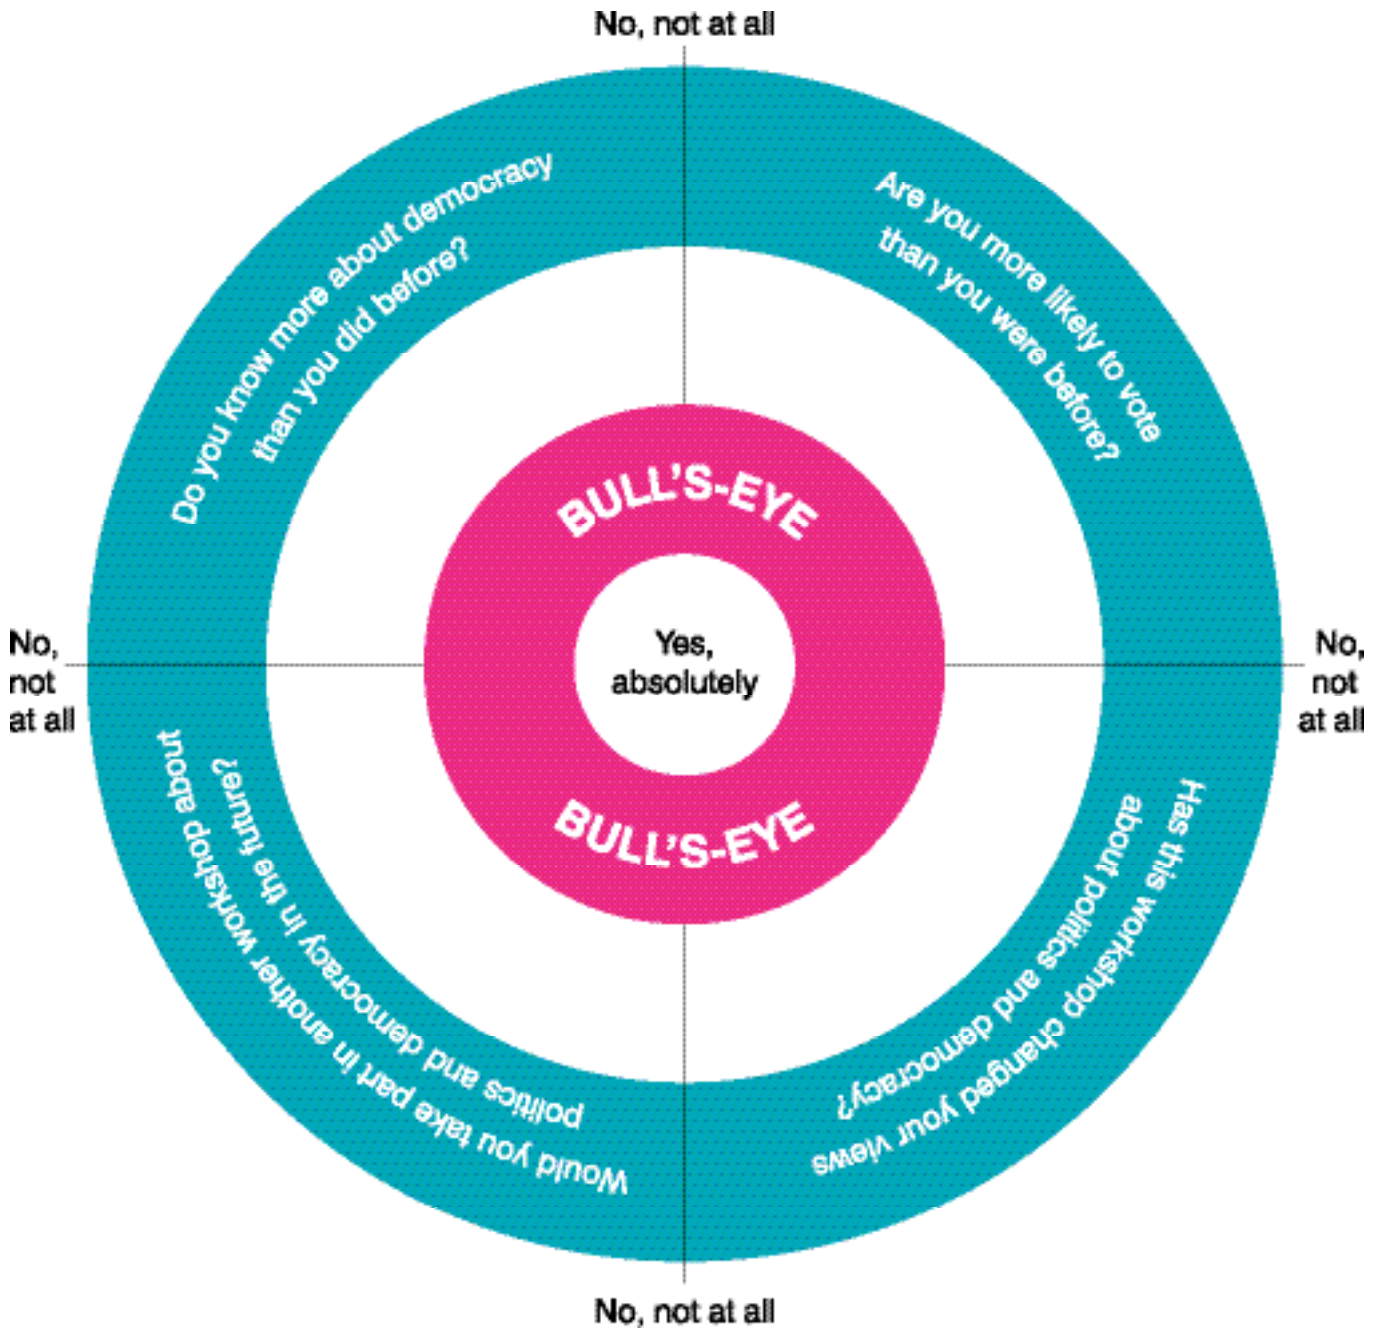 No, not at all
Do you know more about democracy
than you did before?
Are you more likely to vote
than you were before?
BULL'S-EYE
Yes,
absolutely
BULL'S-EYE
No,
not
at all
No,
not
at all
Has this workshop changed your views
about politics and democracy?
Would you take part in another workshop about
politics and democracy in the future?
No, not at all